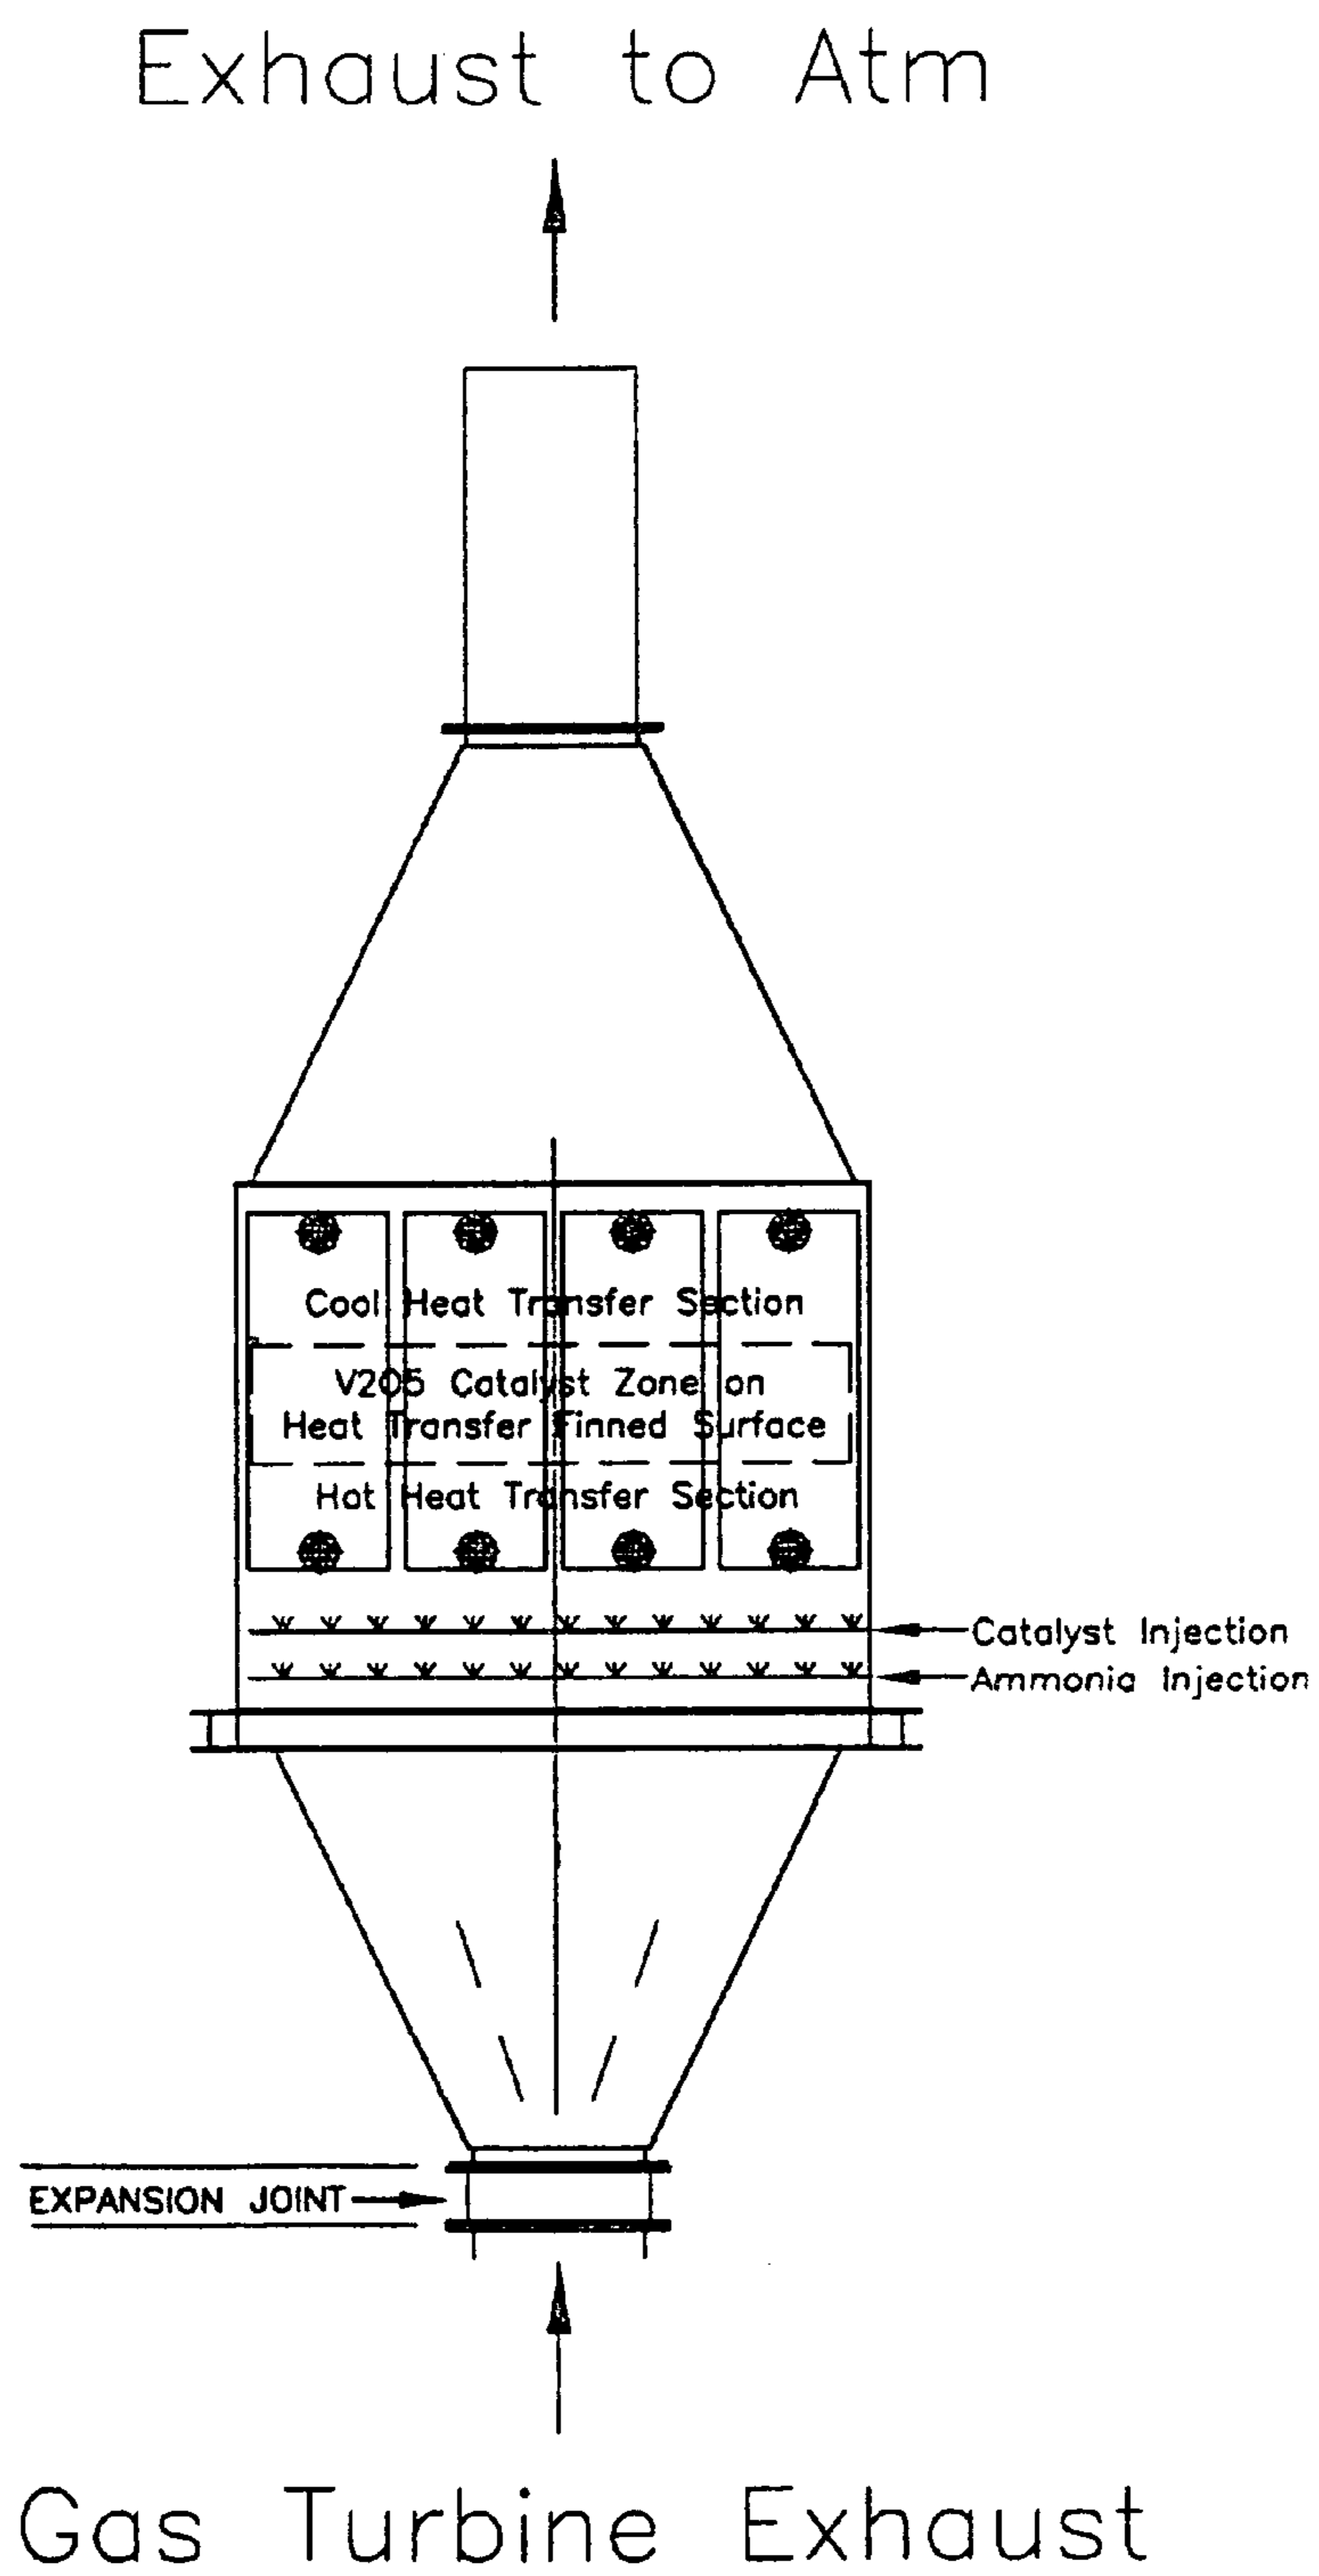 Exhaust to Atm
Cool Heat Transfer Section
V205 Catalyst Zone on
Heat Transfer Finned Surface
Hot Heat Transfer Section
Catalyst Injection
Ammonia Injection
EXPANSION JOINT
Gas Turbine Exhaust